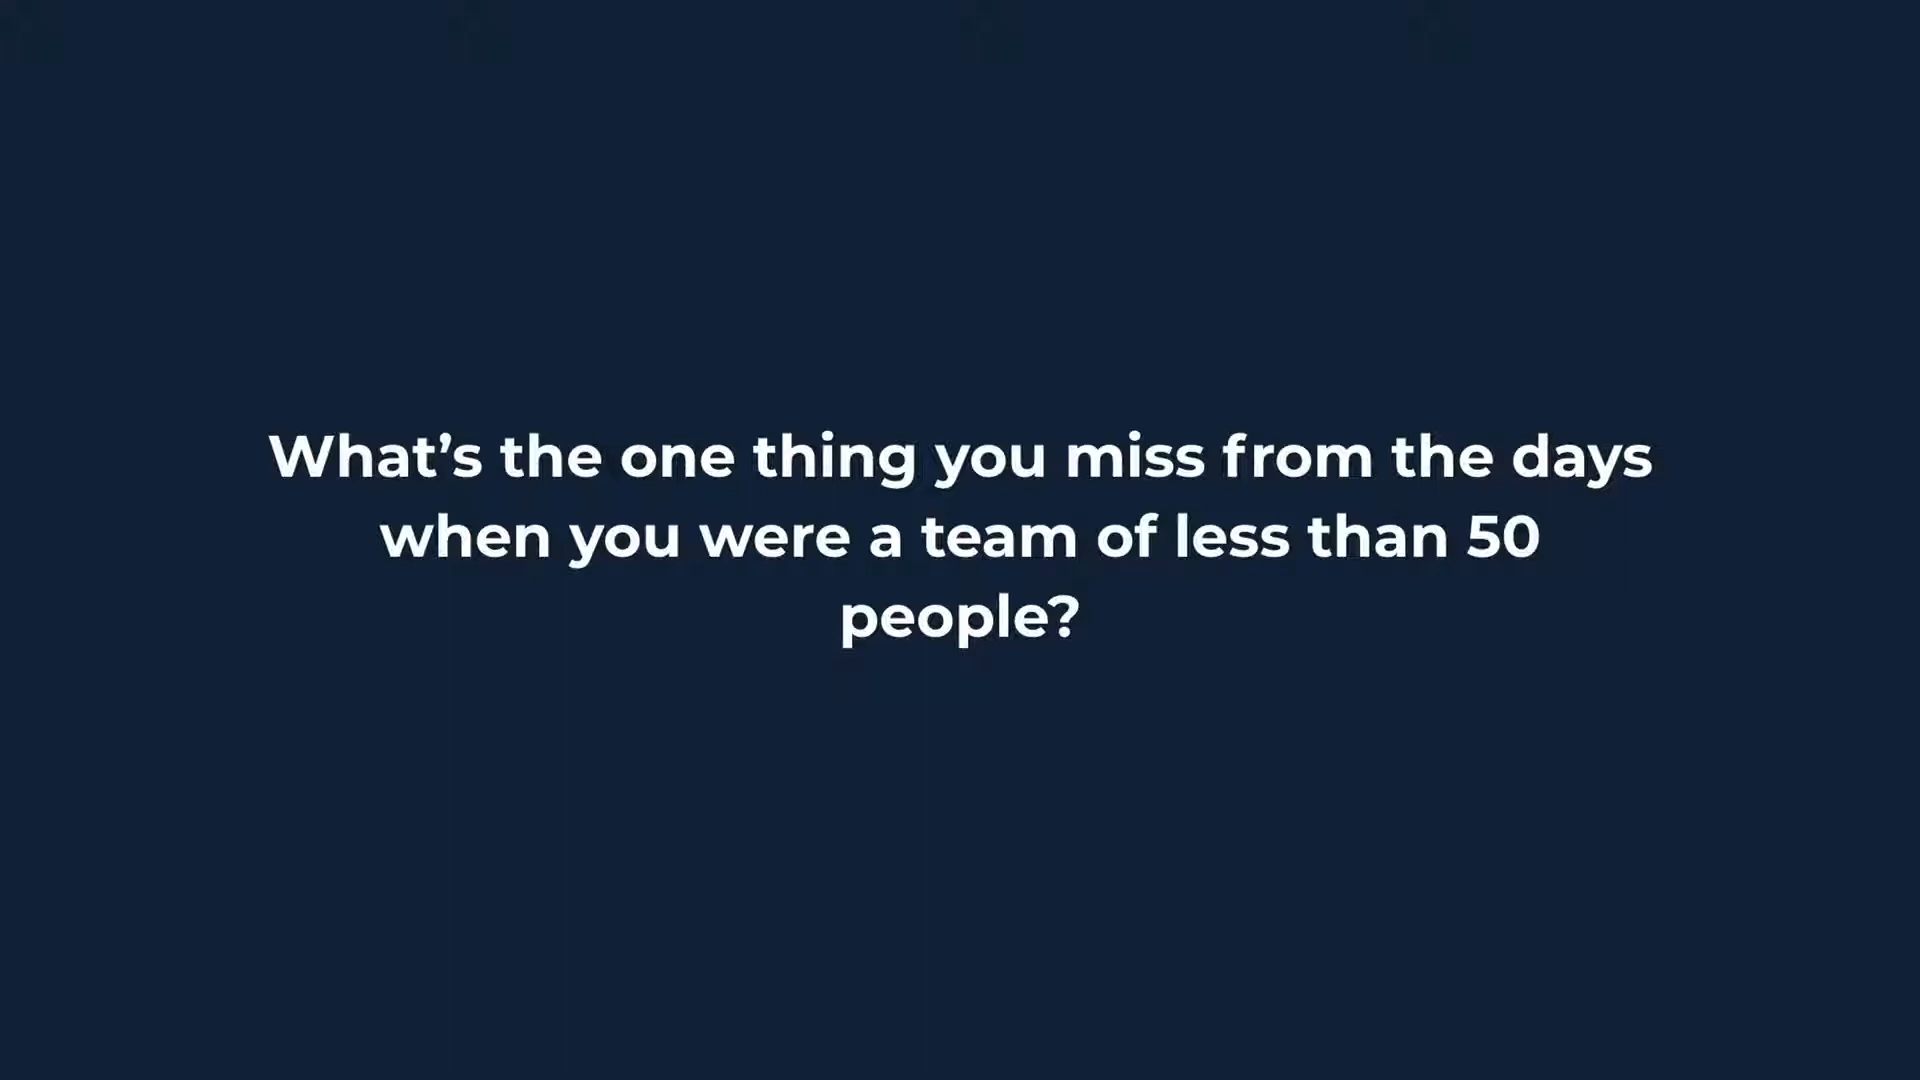 What’s the one thing you miss from the days
when you were a team of less than 50
people?